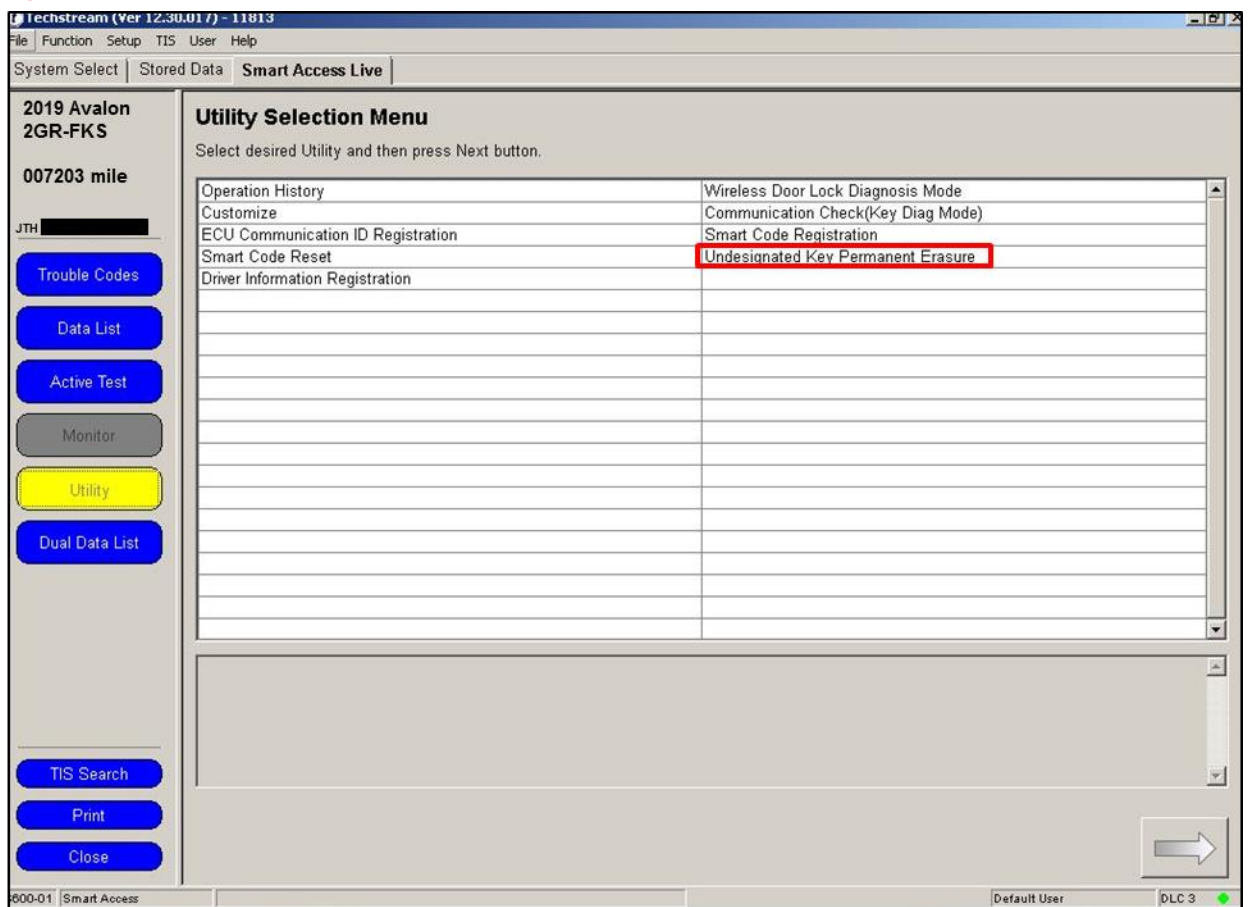 Techstream (Ver 12.30.017) - 11813
File Function Setup TIS User Help
System Select Stored Data Smart Access Live
2019 Avalon
2GR-FKS
007203 mile
JTH
Trouble Codes
Data List
Active Test
Monitor
Utility
Dual Data List
TIS Search
Print
Close
Utility Selection Menu
Select desired Utility and then press Next button.
Operation History Wireless Door Lock Diagnosis Mode
Customize Communication Check(Key Diag Mode)
ECU Communication ID Registration Smart Code Registration
Smart Code Reset Undesignated Key Permanent Erasure
Driver Information Registration
600-01 Smart Access Default User DLC 3